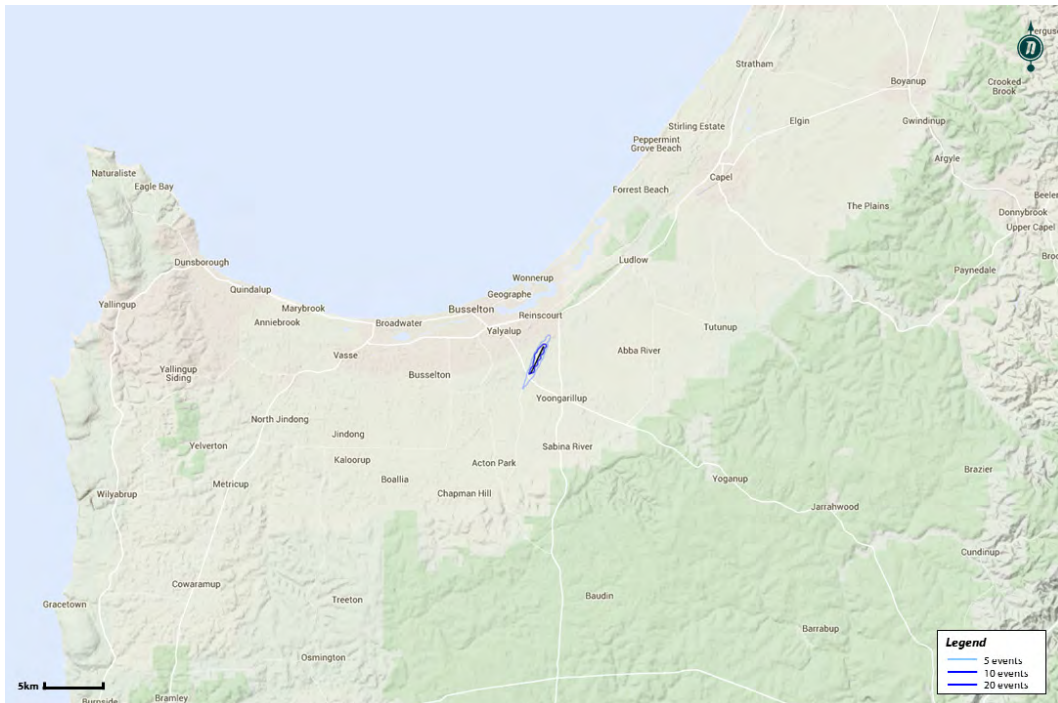 n
Stratham
Boyanup
Crooked
Brook
Elgin
Gwindinup
Stirling Estate
Peppermint
Grove Beach
Argyle
Naturaliste
Eagle Bay
Capel
Forrest Beach
The Plains
Donnybrook
Upper Capel
Ludlow
Paynedale
Dunsborough
Quindalup
Wonnerup
Geographe
Yallingup
Marybrook
Anniebrook
Busselton
Reinscourt
Broadwater
Yalyalup
Tutunup
Vasse
Abba River
Yallingup
Siding
Busselton
Yoongarillup
North Jindong
Jindong
Yelverton
Sabina River
Kaloorup
Acton Park
Boallia
Metricup
Chapman Hill
Wilyabrup
Yoganup
Brazier
Jarrahwood
Cundinup
Cowaramup
Gracetown
Treeton
Baudin
Barrabup
Osmington
Bramley
Burnside
5km
Legend
5 events
10 events
20 events